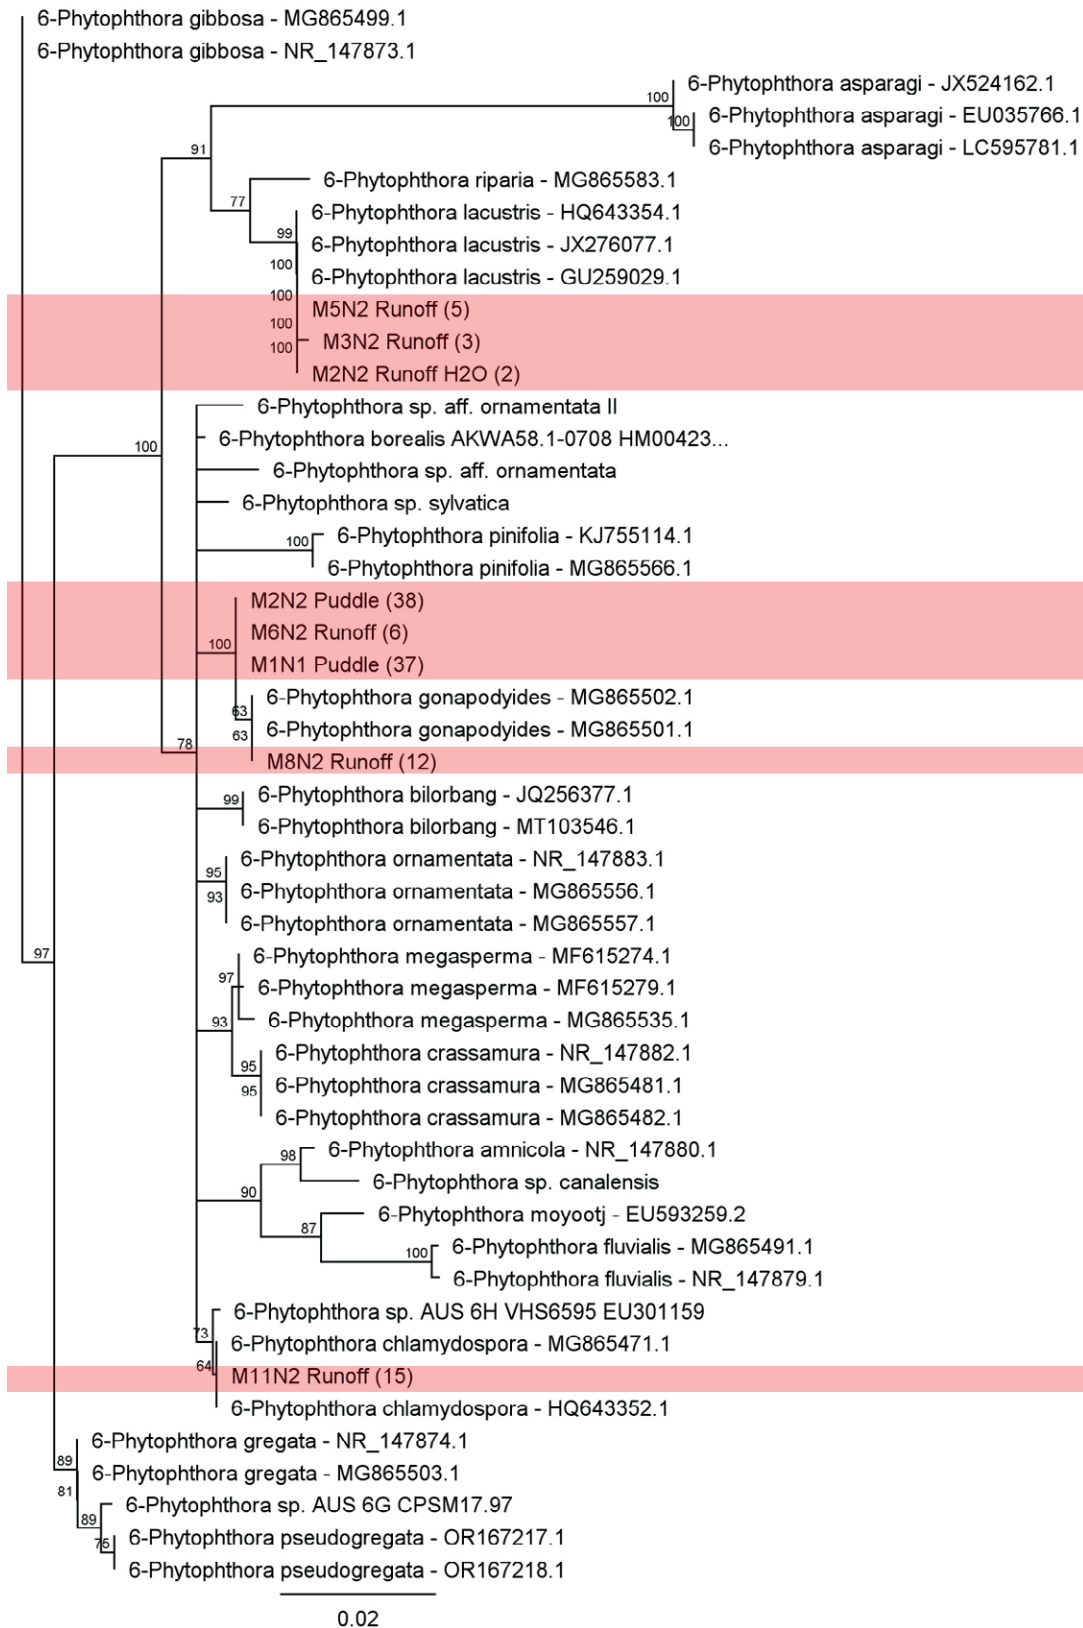 6-Phytophthora gibbosa - MG865499.1
6-Phytophthora gibbosa - NR_147873.1
6-Phytophthora asparagi - JX524162.1
100
6-Phytophthora asparagi - EU035766.1
100
6-Phytophthora asparagi - LC595781.1
91
6-Phytophthora riparia - MG865583.1
77
6-Phytophthora lacustris - HQ643354.1
99
6-Phytophthora lacustris - JX276077.1
100
6-Phytophthora lacustris - GU259029.1
100
M5N2 Runoff (5)
100
M3N2 Runoff (3)
100
M2N2 Runoff H2O (2)
6-Phytophthora sp. aff. ornamentata II
6-Phytophthora borealis AKWA58.1-0708 HM00423...
100
6-Phytophthora sp. aff. ornamentata
6-Phytophthora sp. sylvatica
6-Phytophthora pinifolia - KJ755114.1
100
6-Phytophthora pinifolia - MG865566.1
M2N2 Puddle (38)
M6N2 Runoff (6)
100
M1N1 Puddle (37)
6-Phytophthora gonapodyides - MG865502.1
63
6-Phytophthora gonapodyides - MG865501.1
63
78
M8N2 Runoff (12)
6-Phytophthora bilorbang - JQ256377.1
99
6-Phytophthora bilorbang - MT103546.1
6-Phytophthora ornamentata - NR_147883.1
95
6-Phytophthora ornamentata - MG865556.1
93
6-Phytophthora ornamentata - MG865557.1
97
6-Phytophthora megasperma - MF615274.1
97
6-Phytophthora megasperma - MF615279.1
6-Phytophthora megasperma - MG865535.1
93
6-Phytophthora crassamura - NR_147882.1
95
6-Phytophthora crassamura - MG865481.1
95
6-Phytophthora crassamura - MG865482.1
6-Phytophthora amnicola - NR_147880.1
98
6-Phytophthora sp. canalensis
90
6-Phytophthora moyootj - EU593259.2
87
6-Phytophthora fluvialis - MG865491.1
100
6-Phytophthora fluvialis - NR_147879.1
6-Phytophthora sp. AUS 6H VHS6595 EU301159
73
6-Phytophthora chlamydospora - MG865471.1
64
M11N2 Runoff (15)
6-Phytophthora chlamydospora - HQ643352.1
6-Phytophthora gregata - NR_147874.1
89
6-Phytophthora gregata - MG865503.1
81
6-Phytophthora sp. AUS 6G CPSM17.97
89
6-Phytophthora pseudogregata - OR167217.1
75
6-Phytophthora pseudogregata - OR167218.1
0.02